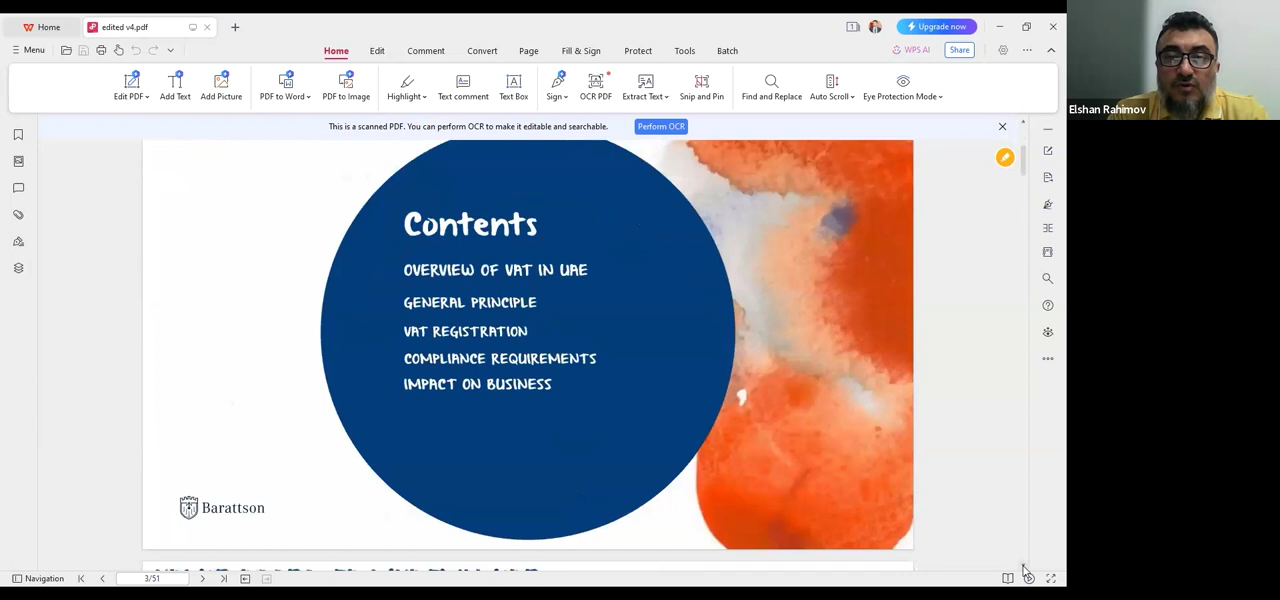 Home
edited v4.pdf
Upgrade now
Menu
Home
Edit
Comment
Convert
Page
Fill & Sign
Protect
Tools
Batch
WPS AI
Share
Edit PDF
Add Text
Add Picture
PDF to Word
PDF to Image
Highlight
Text comment
Text Box
Sign
OCR PDF
Extract Text
Snip and Pin
Find and Replace
Auto Scroll
Eye Protection Mode
Elshan Rahimov
This is a scanned PDF. You can perform OCR to make it editable and searchable.
Perform OCR
Contents
OVERVIEW OF VAT IN UAE
GENERAL PRINCIPLE
VAT REGISTRATION
COMPLIANCE REQUIREMENTS
IMPACT ON BUSINESS
Barattson
Navigation
3/51